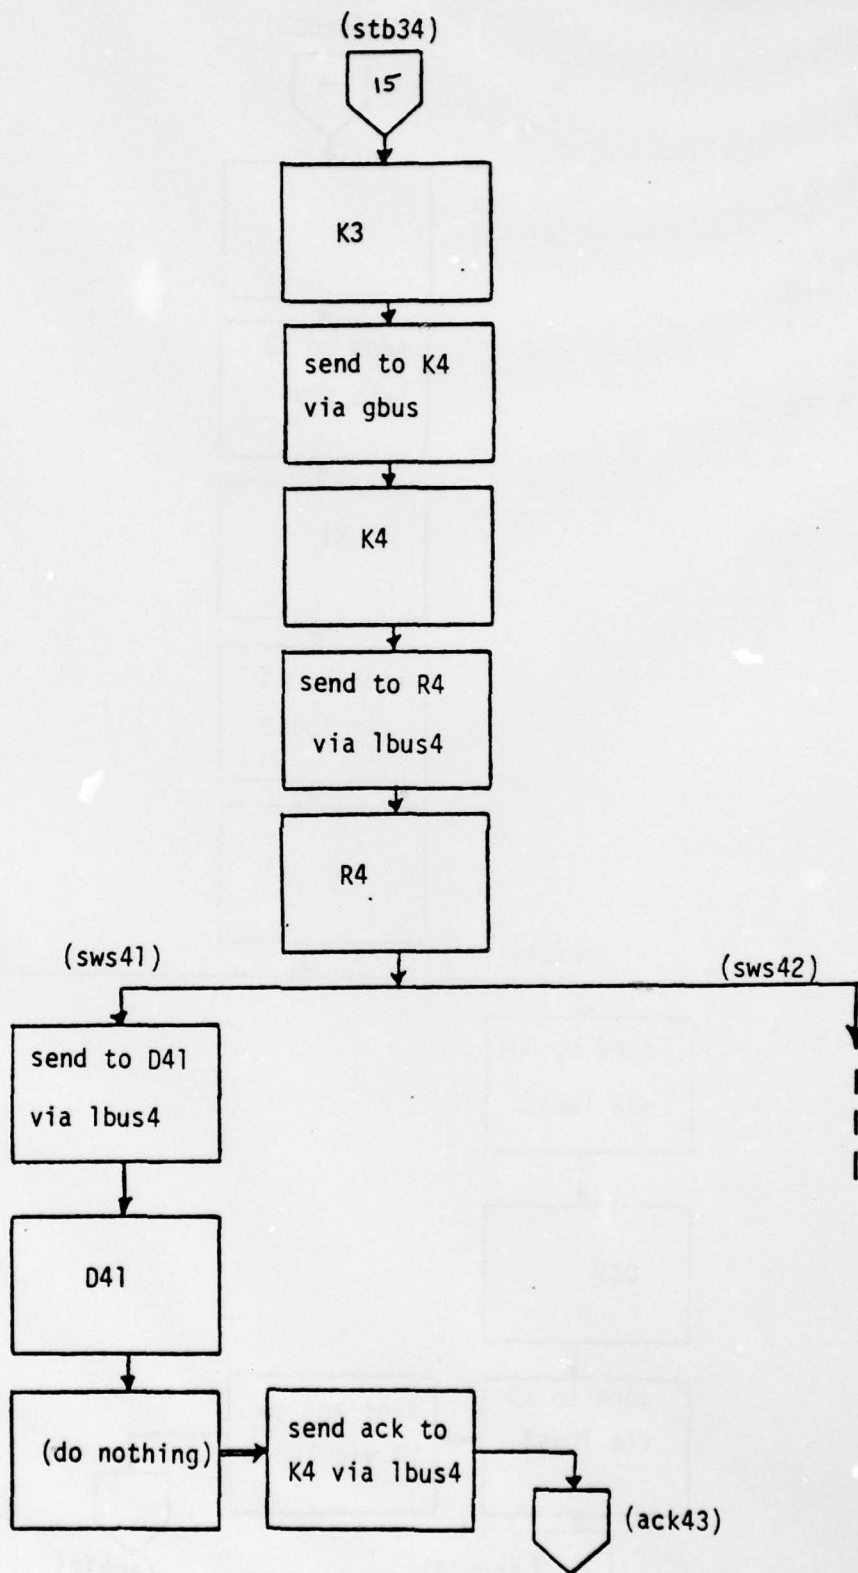 (stb34)
15
K3
send to K4
via gbus
K4
send to R4
via lbus4
R4
(sws41)
(sws42)
send to D41
via lbus4
D41
(do nothing)
send ack to
K4 via lbus4
(ack43)